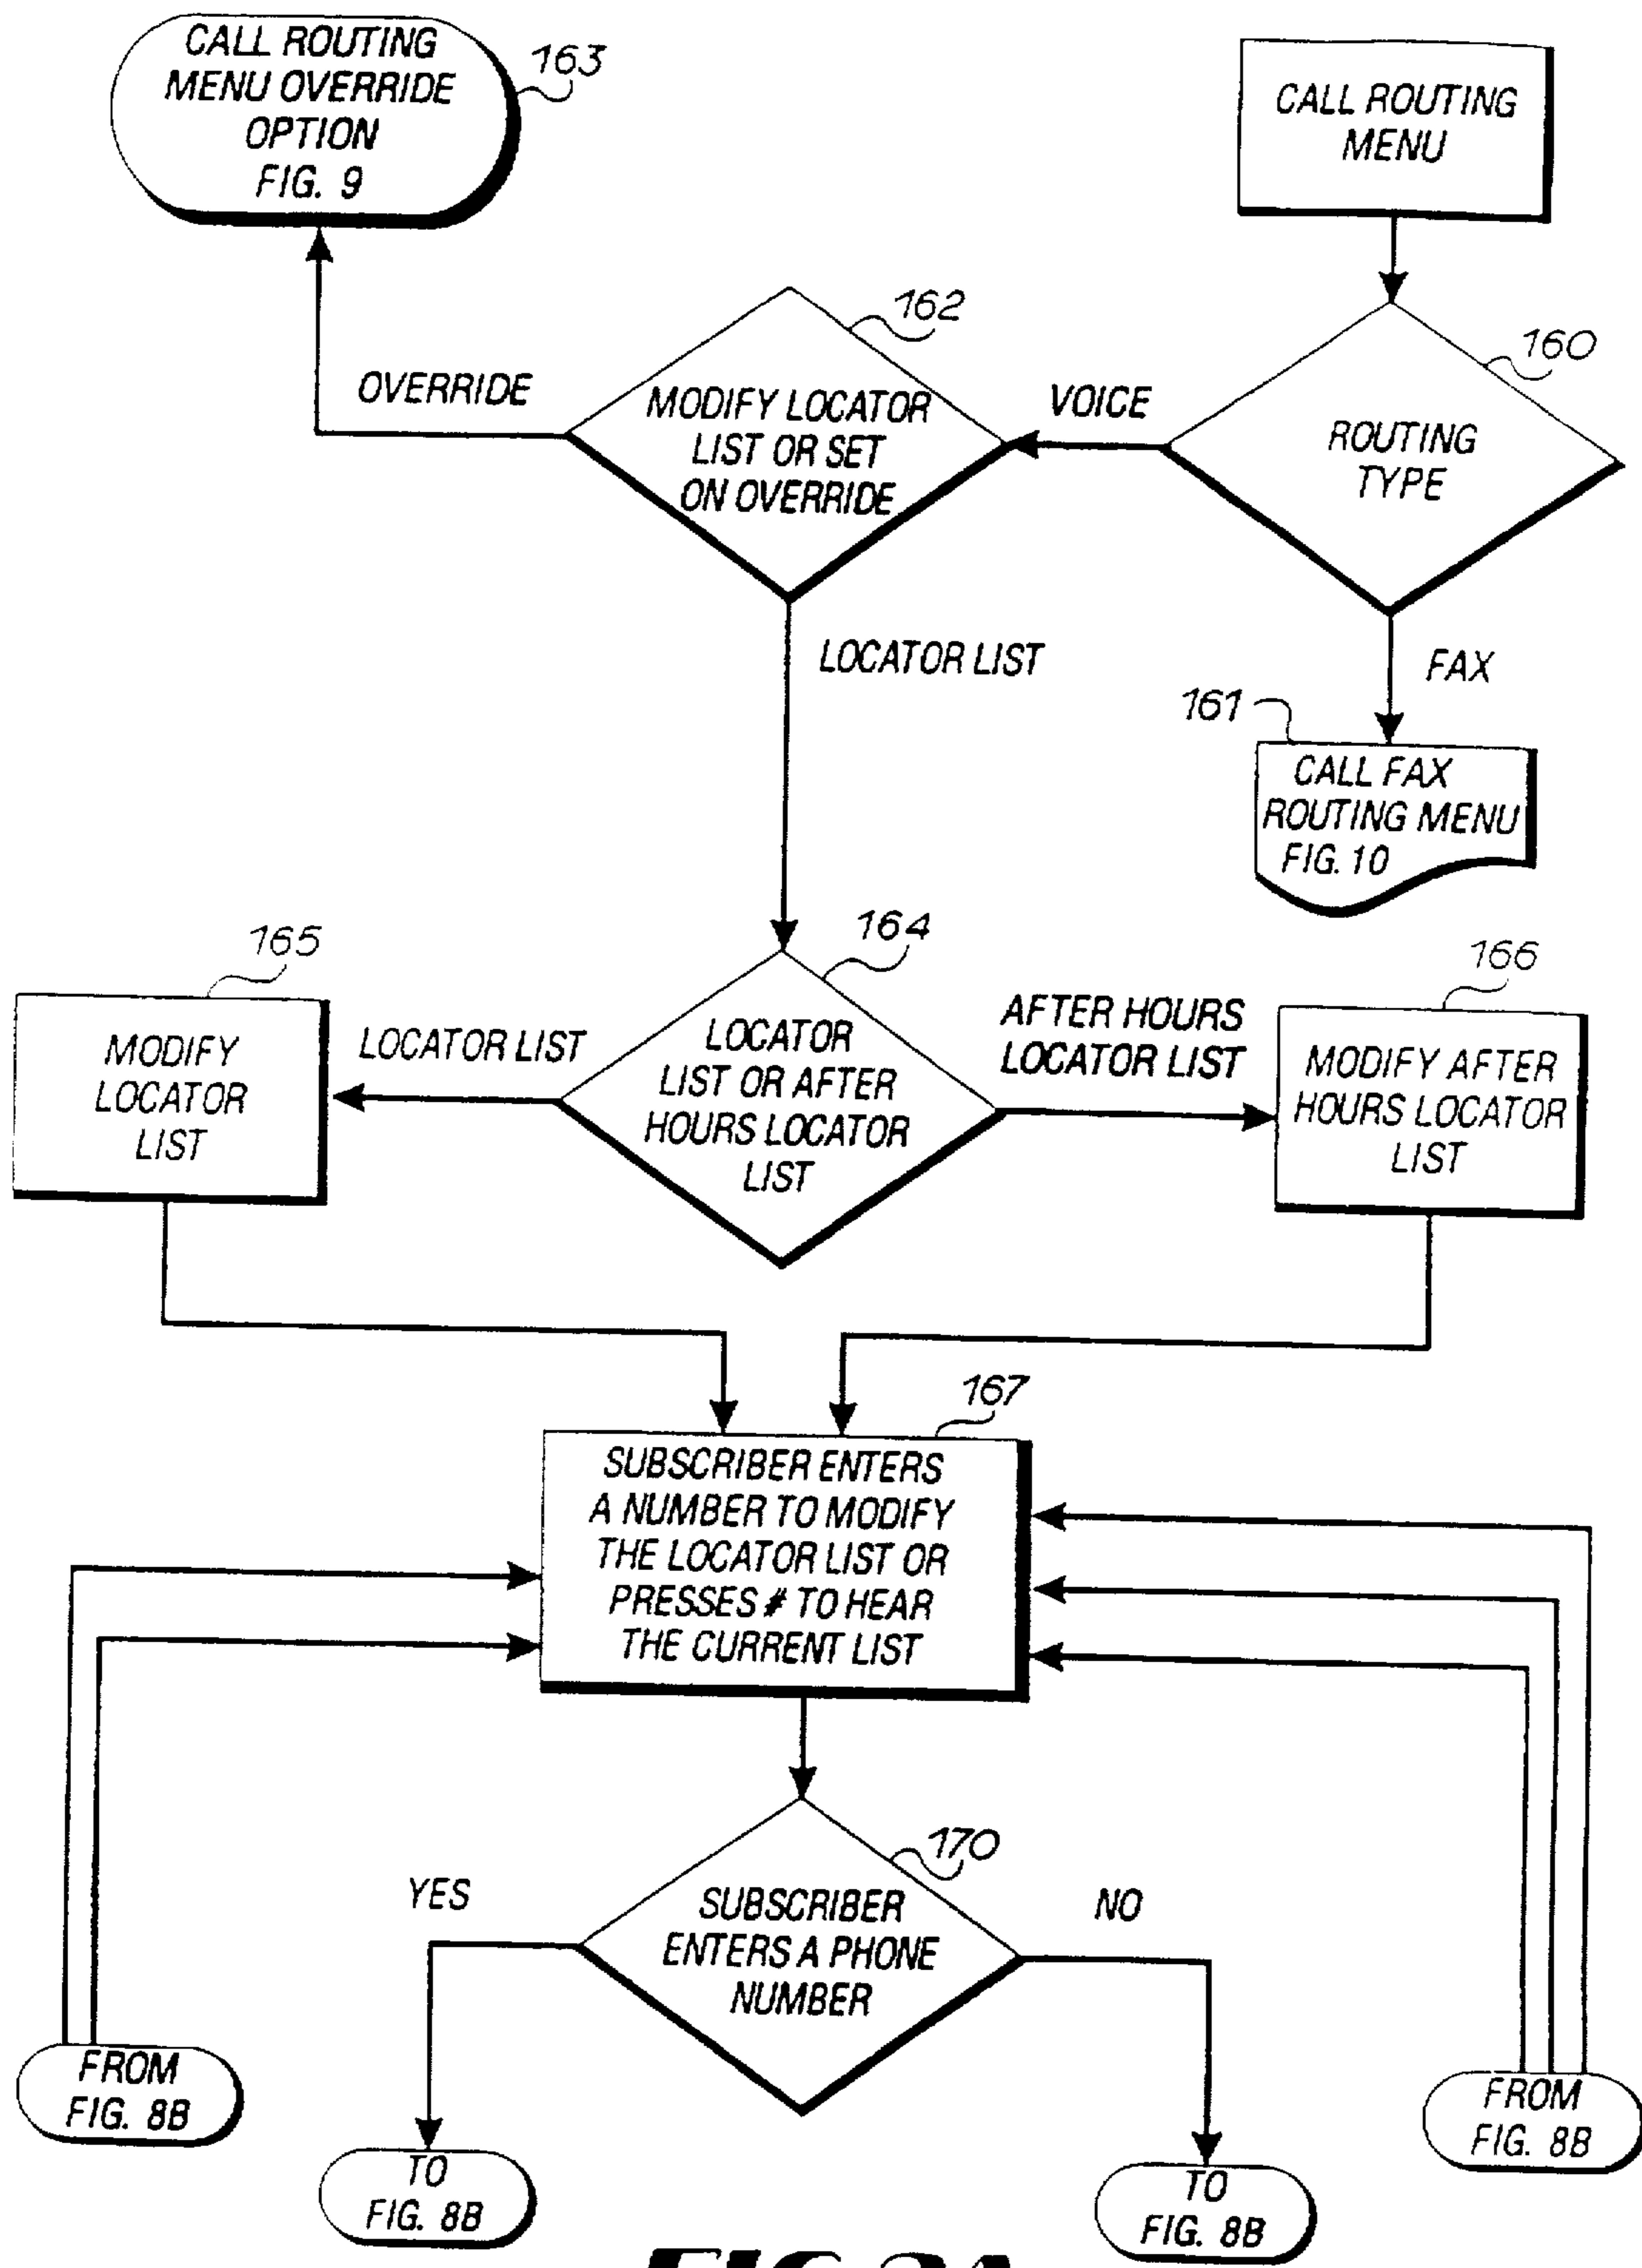 CALL ROUTING
MENU OVERRIDE
OPTION
FIG. 9
163
CALL ROUTING
MENU
162
160
OVERRIDE
MODIFY LOCATOR
LIST OR SET
ON OVERRIDE
VOICE
ROUTING
TYPE
LOCATOR LIST
FAX
161
CALL FAX
ROUTING MENU
FIG. 10
165
164
166
MODIFY
LOCATOR
LIST
LOCATOR LIST
LOCATOR
LIST OR AFTER
HOURS LOCATOR
LIST
AFTER HOURS
LOCATOR LIST
MODIFY AFTER
HOURS LOCATOR
LIST
167
SUBSCRIBER ENTERS
A NUMBER TO MODIFY
THE LOCATOR LIST OR
PRESSES # TO HEAR
THE CURRENT LIST
170
YES
SUBSCRIBER
ENTERS A PHONE
NUMBER
NO
FROM
FIG. 8B
TO
FIG. 8B
TO
FIG. 8B
FROM
FIG. 8B